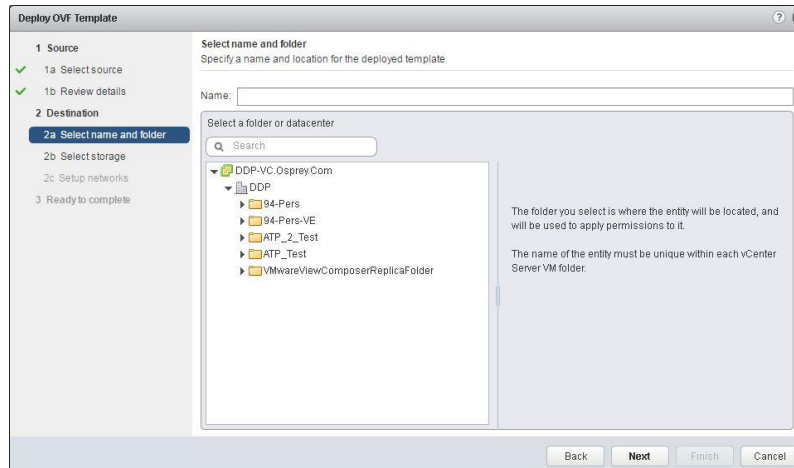 Deploy OVF Template
?
1 Source
1a Select source
1b Review details
2 Destination
2a Select name and folder
2b Select storage
2c Setup networks
3 Ready to complete
Select name and folder
Specify a name and location for the deployed template
Name:
Select a folder or datacenter
Search
DDP-VC.Osprey.Com
DDP
94-Pers
94-Pers-VE
ATP_2_Test
ATP_Test
VMwareViewComposerReplicaFolder
The folder you select is where the entity will be located, and
will be used to apply permissions to it.
The name of the entity must be unique within each vCenter
Server VM folder.
Back Next Finish Cancel